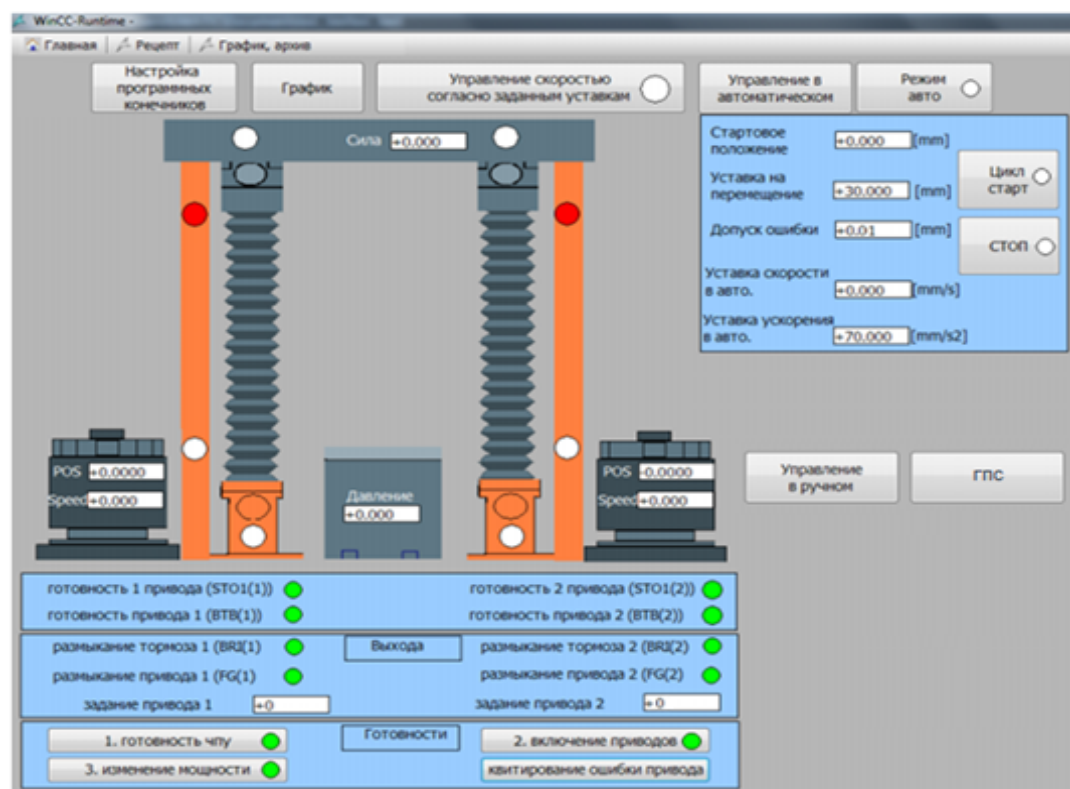 WinCC-Runtime -
Главная Рецепт График, архив
Настройка
программных
конечников
График
Управление скоростью
согласно заданным уставкам
Управление в
автоматическом
Режим
авто
Сила +0.000
Стартовое
положение +0.000 [mm]
Уставка на
перемещение +30.000 [mm]
Допуск ошибки +0.01 [mm]
Уставка скорости
в авто. +0.000 [mm/s]
Уставка ускорения
в авто. +70.000 [mm/s2]
Цикл
старт
СТОП
POS +0.0000
Speed +0.000
Давление
+0.000
POS -0.0000
Speed +0.000
Управление
в ручном
ГПС
готовность 1 привода (STO1(1))
готовность 2 привода (STO1(2))
готовность привода 1 (BTB(1))
готовность привода 2 (BTB(2))
размыкание тормоза 1 (BRI(1)
Выхода
размыкание тормоза 2 (BRI(2)
размыкание привода 1 (FG(1)
размыкание привода 2 (FG(2)
задание привода 1 +0
задание привода 2 +0
1. готовность чпу
Готовности
2. включение приводов
3. изменение мощности
квитирование ошибки привода